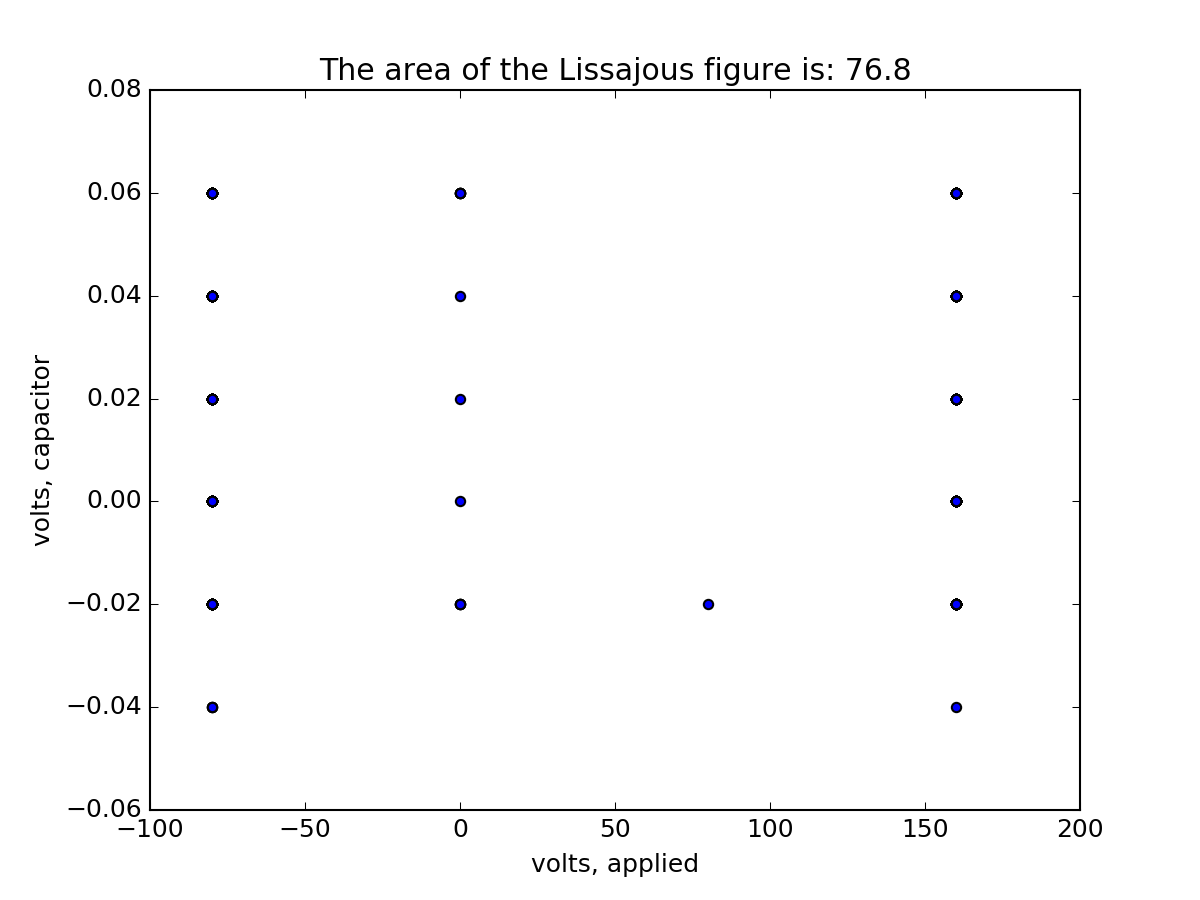 The area of the Lissajous figure is: 76.8
0.08
0.06
0.04
0.02
0.00
−0.02
−0.04
−0.06
volts, capacitor
−100 −50 0 50 100 150 200
volts, applied